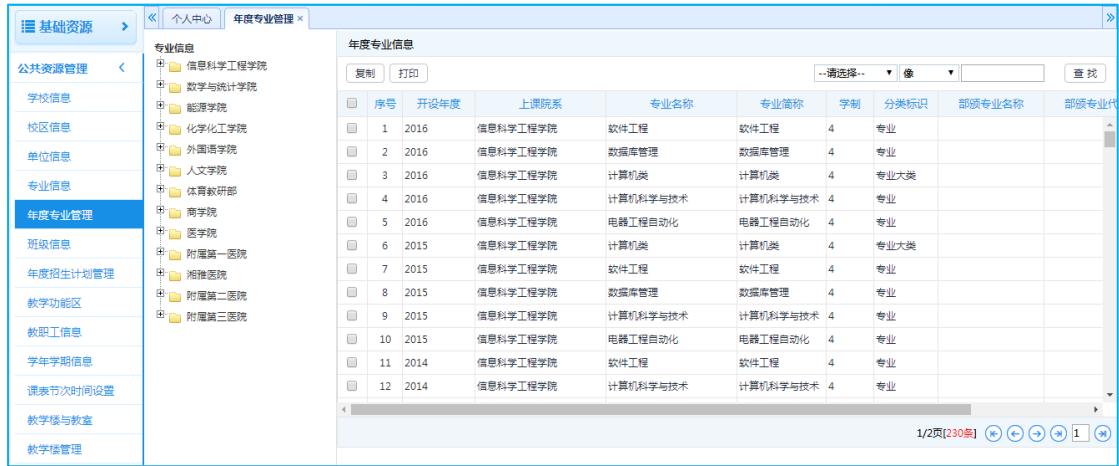 基础资源
公共资源管理
学校信息
校区信息
单位信息
专业信息
年度专业管理
班级信息
年度招生计划管理
教学功能区
教职工信息
学年学期信息
课表节次时间设置
教学楼与教室
教学楼管理
个人中心 年度专业管理 ×
专业信息
信息科学工程学院
数学与统计学院
能源学院
化学化工学院
外国语学院
人文学院
体育教研部
商学院
医学院
附属第一医院
湘雅医院
附属第二医院
附属第三医院
年度专业信息
复制 打印 --请选择-- 像 查 找
序号 开设年度 上课院系 专业名称 专业简称 学制 分类标识 部颁专业名称 部颁专业代
1 2016 信息科学工程学院 软件工程 软件工程 4 专业
2 2016 信息科学工程学院 数据库管理 数据库管理 4 专业
3 2016 信息科学工程学院 计算机类 计算机类 4 专业大类
4 2016 信息科学工程学院 计算机科学与技术 计算机科学与技术 4 专业
5 2016 信息科学工程学院 电器工程自动化 电器工程自动化 4 专业
6 2015 信息科学工程学院 计算机类 计算机类 4 专业大类
7 2015 信息科学工程学院 软件工程 软件工程 4 专业
8 2015 信息科学工程学院 数据库管理 数据库管理 4 专业
9 2015 信息科学工程学院 计算机科学与技术 计算机科学与技术 4 专业
10 2015 信息科学工程学院 电器工程自动化 电器工程自动化 4 专业
11 2014 信息科学工程学院 软件工程 软件工程 4 专业
12 2014 信息科学工程学院 计算机科学与技术 计算机科学与技术 4 专业
1/2页[230条] 1